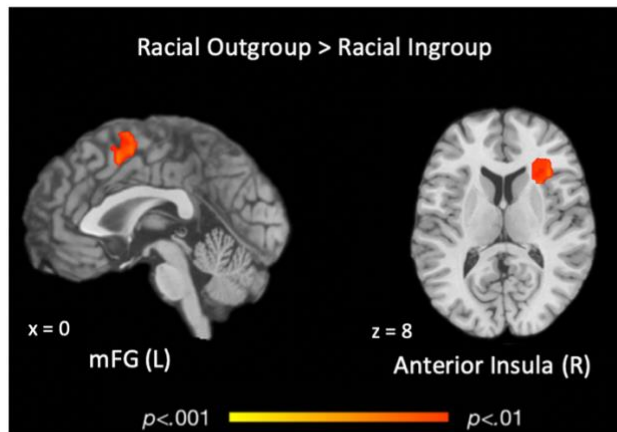 Racial Outgroup > Racial Ingroup
x = 0
mFG (L)
z = 8
Anterior Insula (R)
p<.001
p<.01